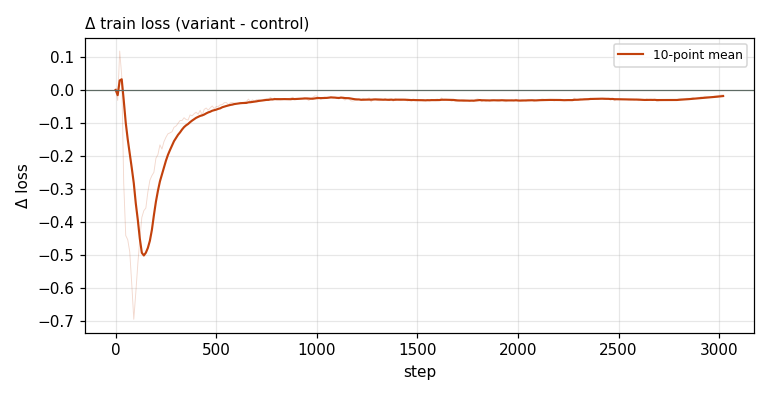 Δ train loss (variant - control)
10-point mean
0.1
0.0
−0.1
−0.2
−0.3
−0.4
−0.5
−0.6
−0.7
Δ loss
0 500 1000 1500 2000 2500 3000
step